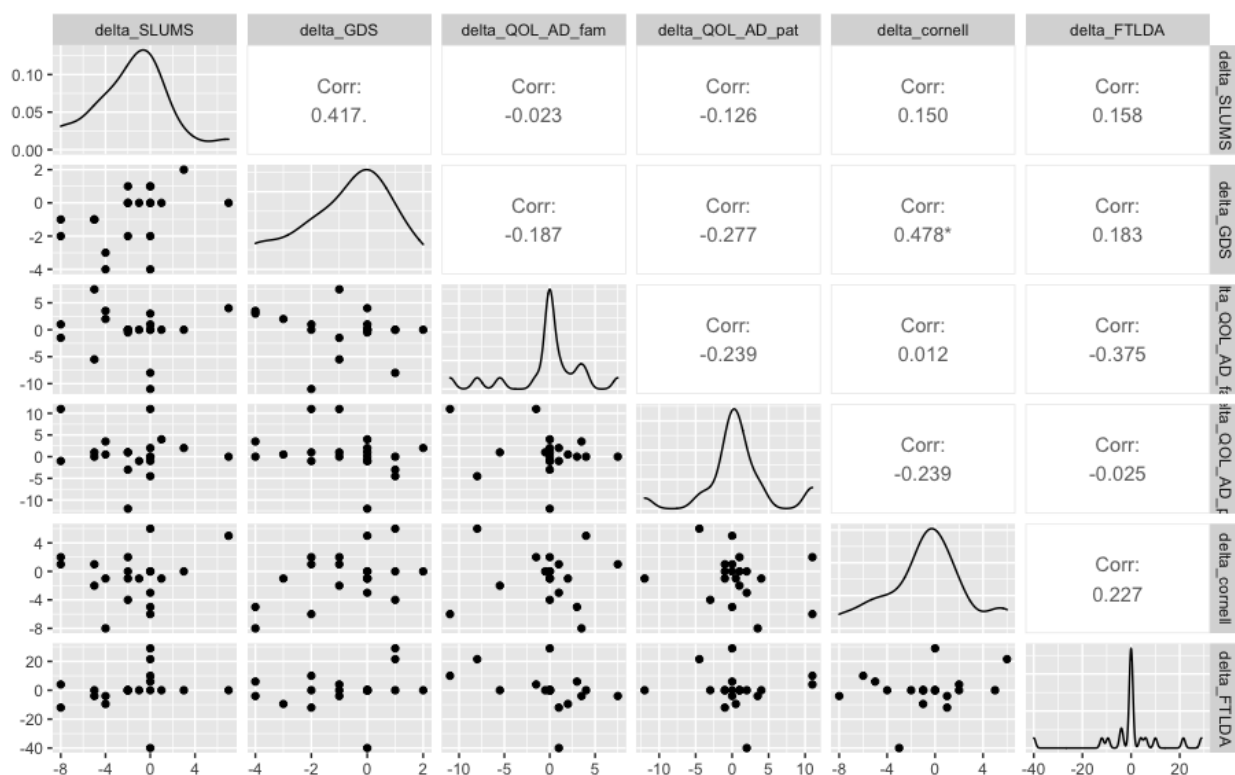 delta_SLUMS delta_GDS delta_QOL_AD_fam delta_QOL_AD_pat delta_cornell delta_FTLDA
0.10
0.05
0.00
Corr:
0.417.
Corr:
-0.023
Corr:
-0.126
Corr:
0.150
Corr:
0.158
delta_SLUMS
2
0
-2
-4
Corr:
-0.187
Corr:
-0.277
Corr:
0.478*
Corr:
0.183
delta_GDS
5
0
-5
-10
Corr:
-0.239
Corr:
0.012
Corr:
-0.375
lta_QOL_AD_fa
10
5
0
-5
-10
Corr:
-0.239
Corr:
-0.025
elta_QOL_AD_p
4
0
-4
-8
Corr:
0.227
delta_cornell
20
0
-20
-40
delta_FTLDA
-8 -4 0 4
-4 -2 0 2
-10 -5 0 5
-10 -5 0 5 10
-8 -4 0 4
-40 -20 0 20